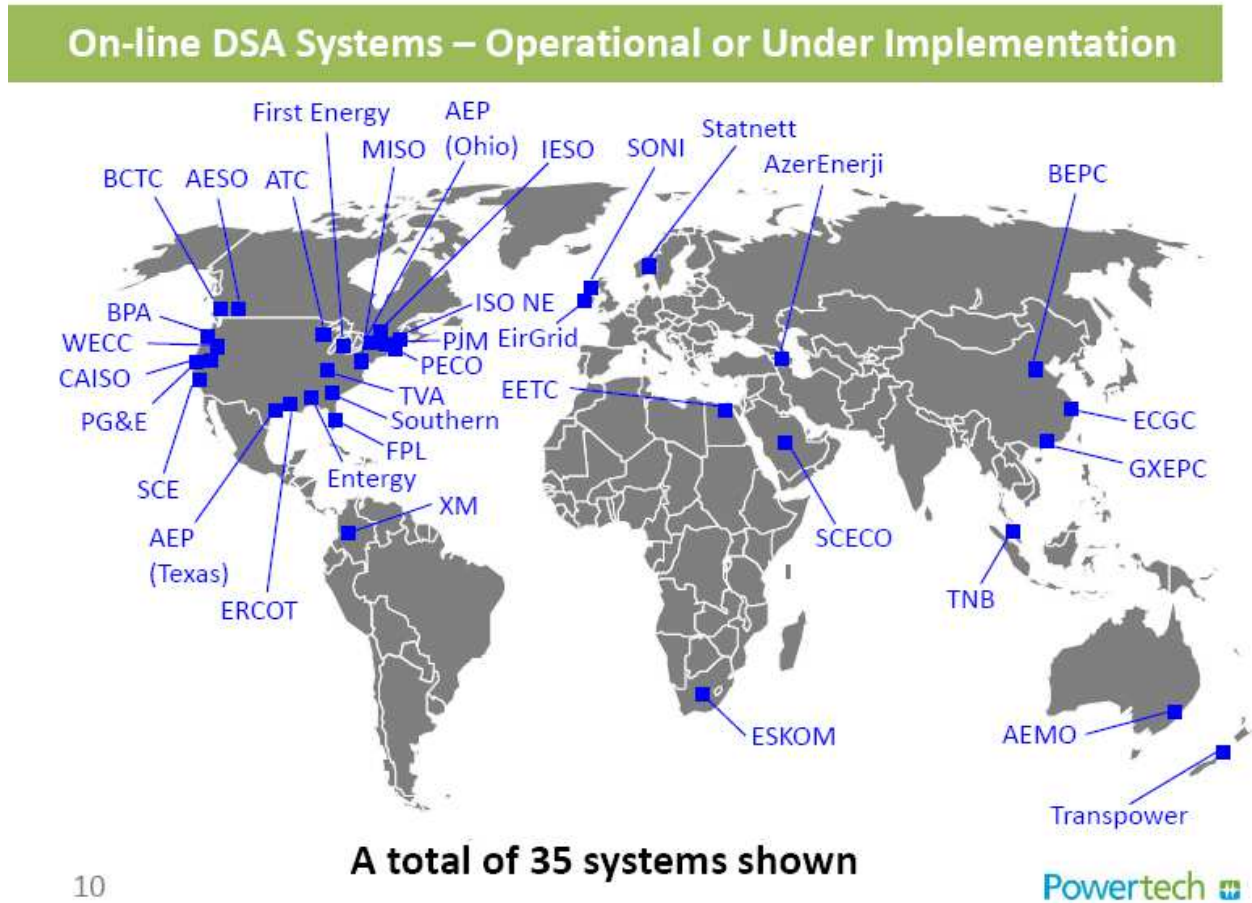 On-line DSA Systems – Operational or Under Implementation
First Energy
AEP
(Ohio)
MISO
IESO
SONI
Statnett
AzerEnerji
BEPC
BCTC
AESO
ATC
BPA
WECC
CAISO
PG&E
SCE
AEP
(Texas)
ERCOT
Entergy
FPL
Southern
TVA
PECO
PJM
ISO NE
EirGrid
EETC
XM
SCECO
ECGC
GXEPC
TNB
ESKOM
AEMO
Transpower
A total of 35 systems shown
10
Powertech